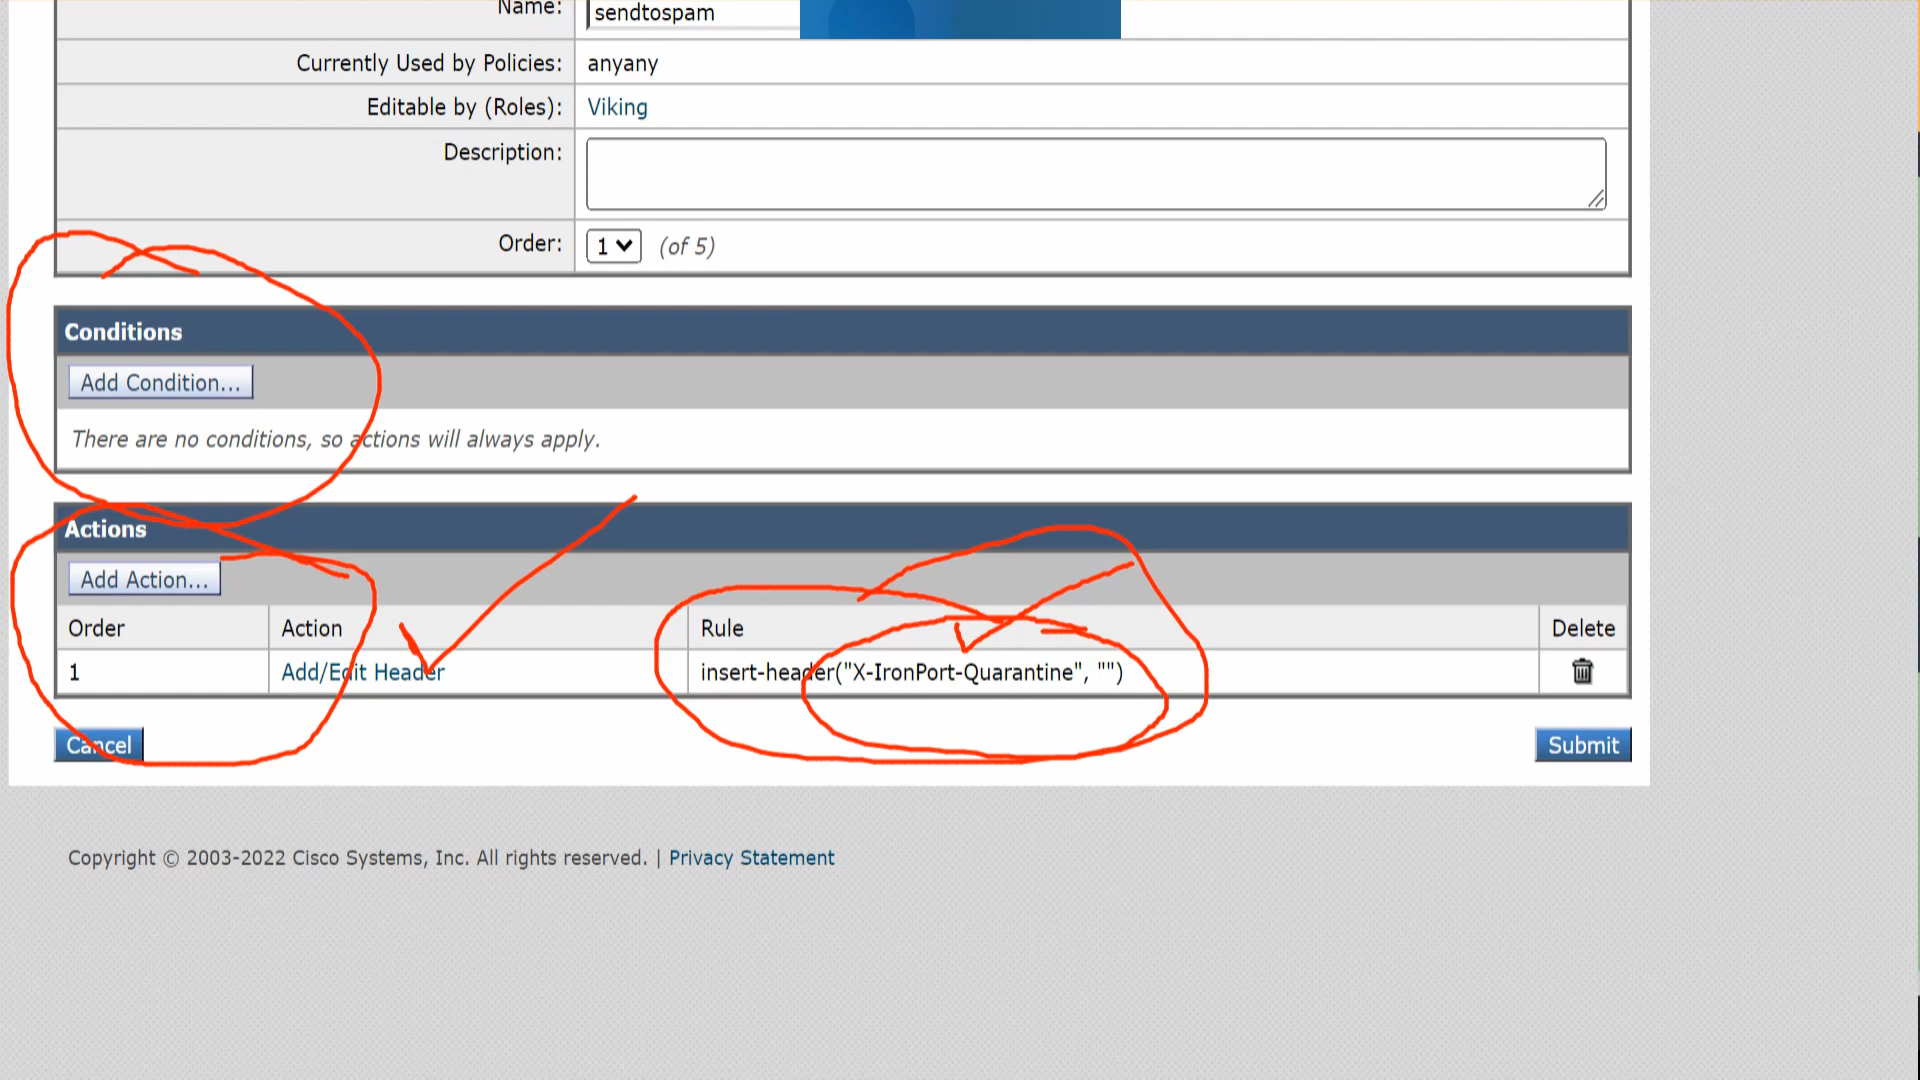 Name: sendtospam
Currently Used by Policies: anyany
Editable by (Roles): Viking
Description:
Order: 1 (of 5)
Conditions
Add Condition...
There are no conditions, so actions will always apply.
Actions
Add Action...
Order Action Rule Delete
1 Add/Edit Header insert-header("X-IronPort-Quarantine", "")
Cancel Submit
Copyright © 2003-2022 Cisco Systems, Inc. All rights reserved. | Privacy Statement